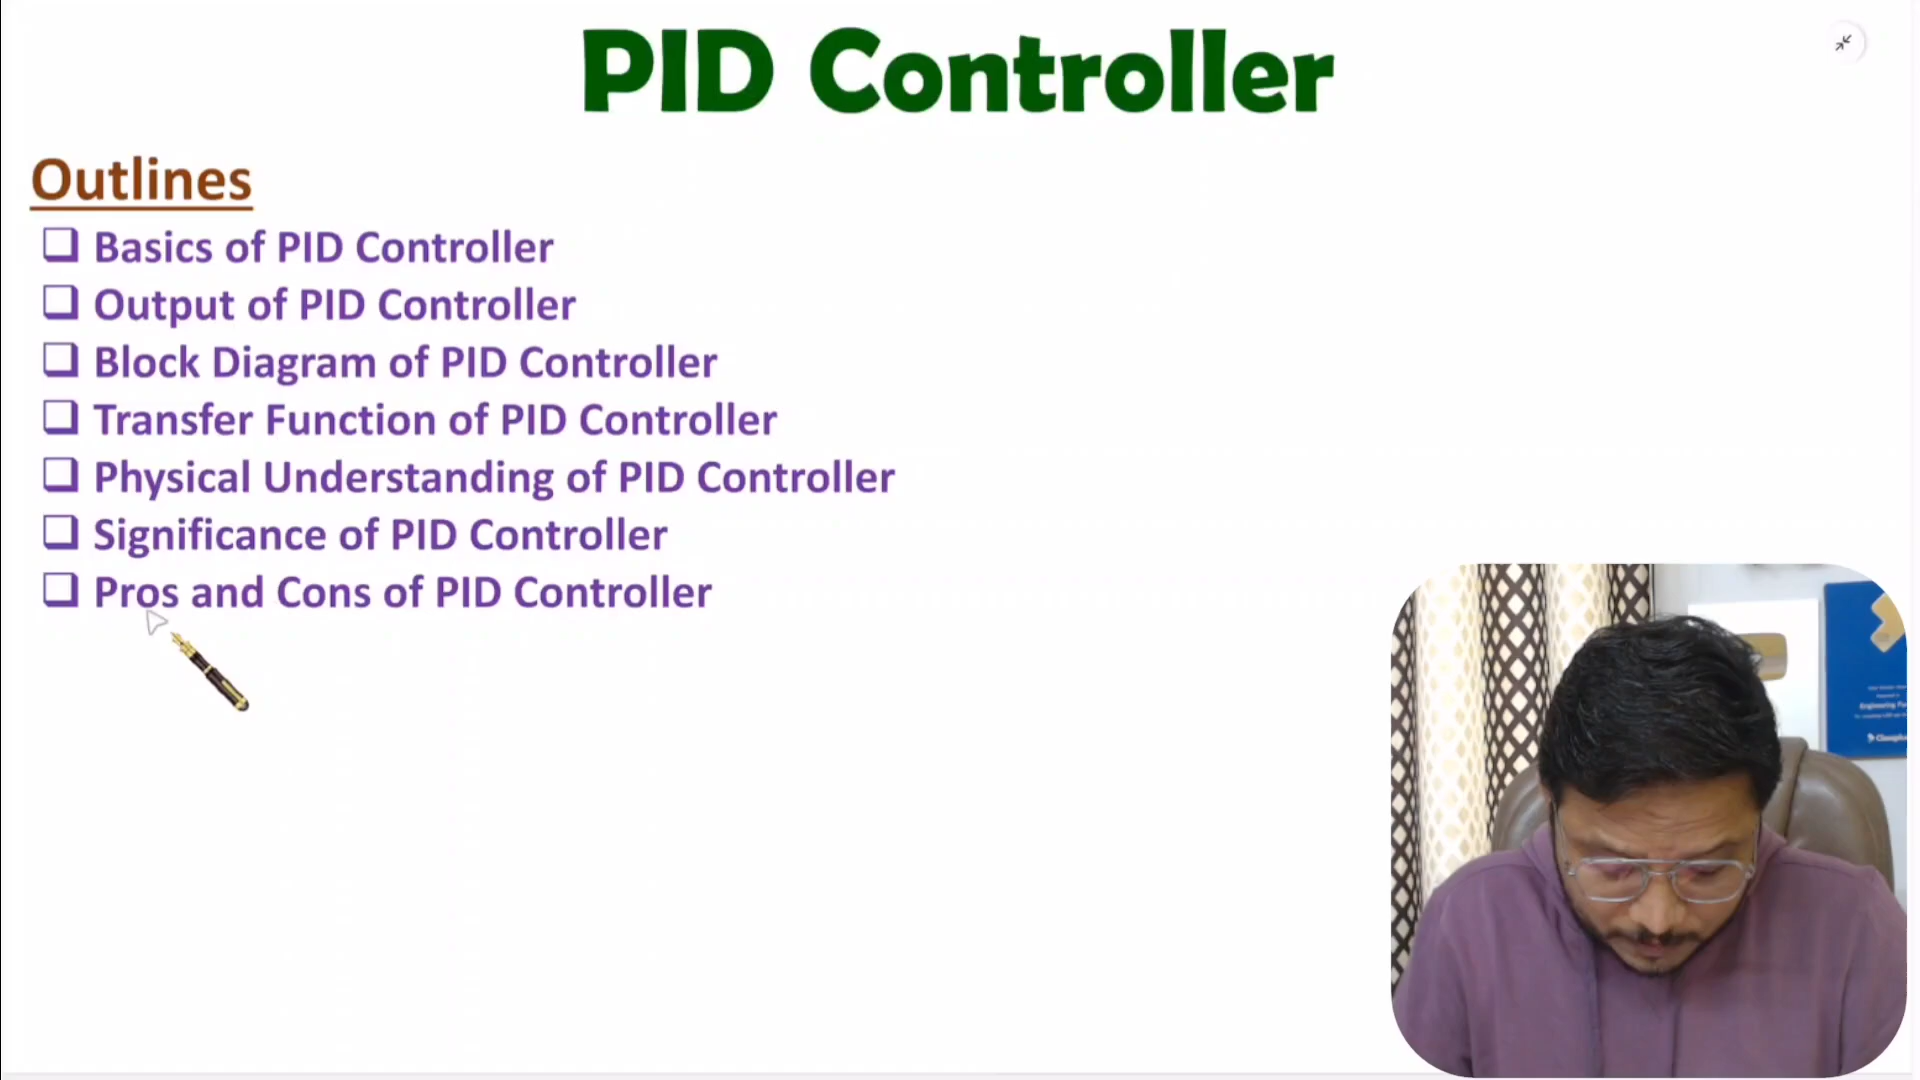 PID Controller
Outlines
Basics of PID Controller
Output of PID Controller
Block Diagram of PID Controller
Transfer Function of PID Controller
Physical Understanding of PID Controller
Significance of PID Controller
Pros and Cons of PID Controller